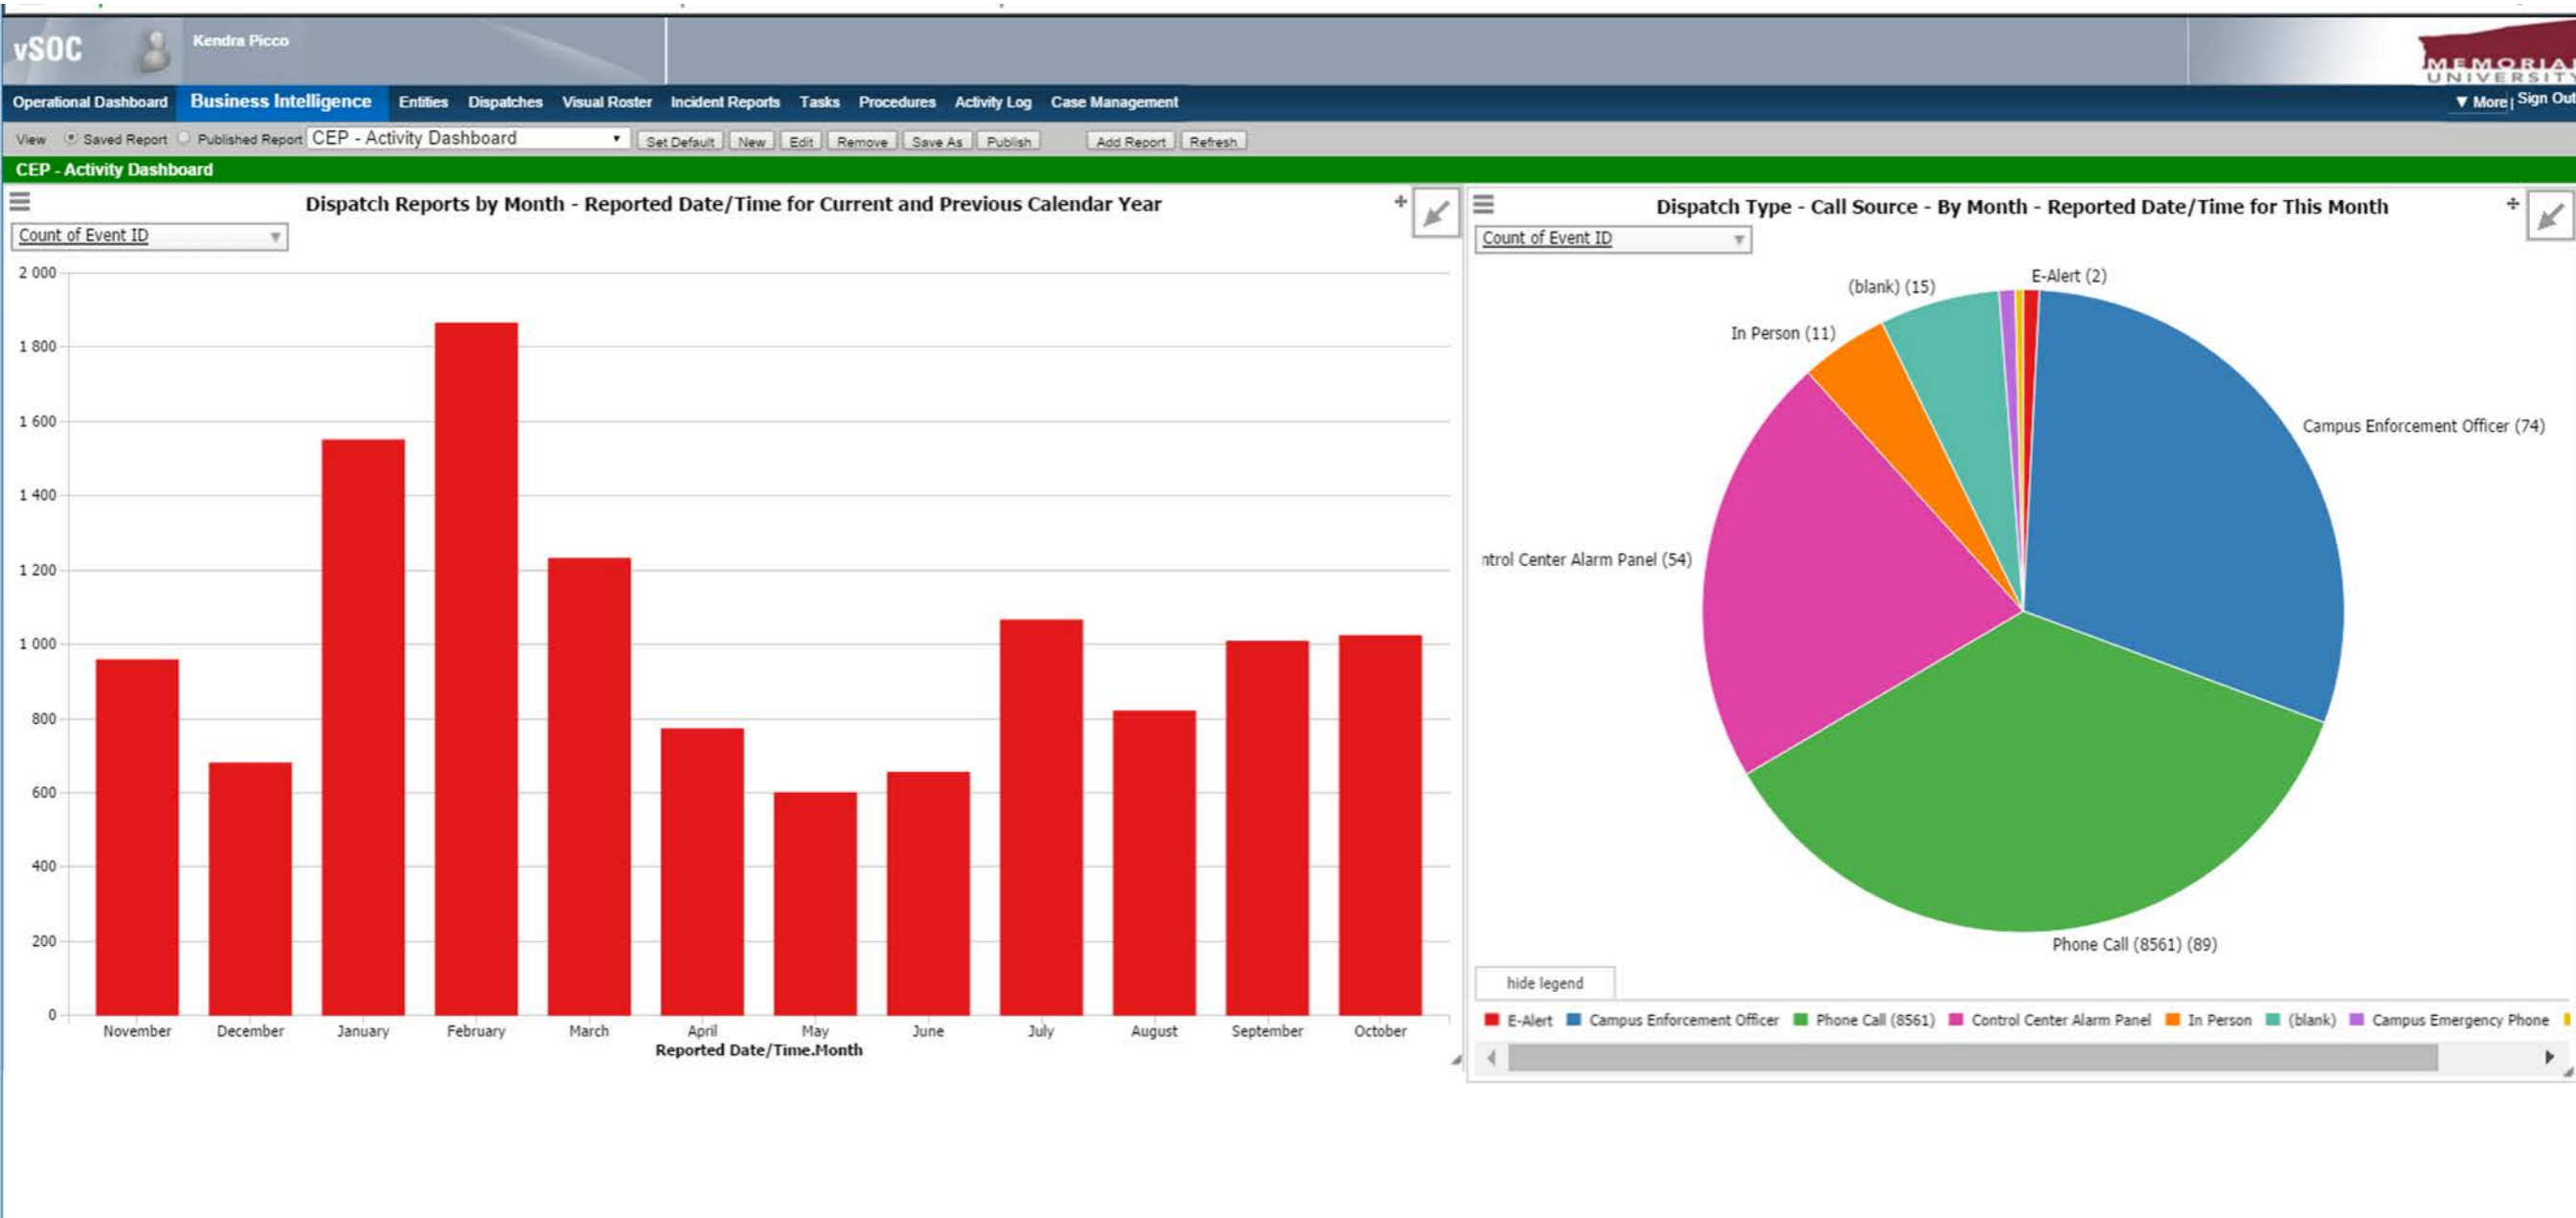 vSOC
Kendra Picco
MEMORIAL
UNIVERSITY
Operational Dashboard Business Intelligence Entities Dispatches Visual Roster Incident Reports Tasks Procedures Activity Log Case Management ▼ More | Sign Out
View Saved Report Published Report CEP - Activity Dashboard Set Default New Edit Remove Save As Publish Add Report Refresh
CEP - Activity Dashboard
Dispatch Reports by Month - Reported Date/Time for Current and Previous Calendar Year
Count of Event ID
2 000
1 800
1 600
1 400
1 200
1 000
800
600
400
200
0
November December January February March April May June July August September October
Reported Date/Time.Month
Dispatch Type - Call Source - By Month - Reported Date/Time for This Month
Count of Event ID
E-Alert (2)
(blank) (15)
In Person (11)
Campus Enforcement Officer (74)
ntrol Center Alarm Panel (54)
Phone Call (8561) (89)
hide legend
E-Alert Campus Enforcement Officer Phone Call (8561) Control Center Alarm Panel In Person (blank) Campus Emergency Phone